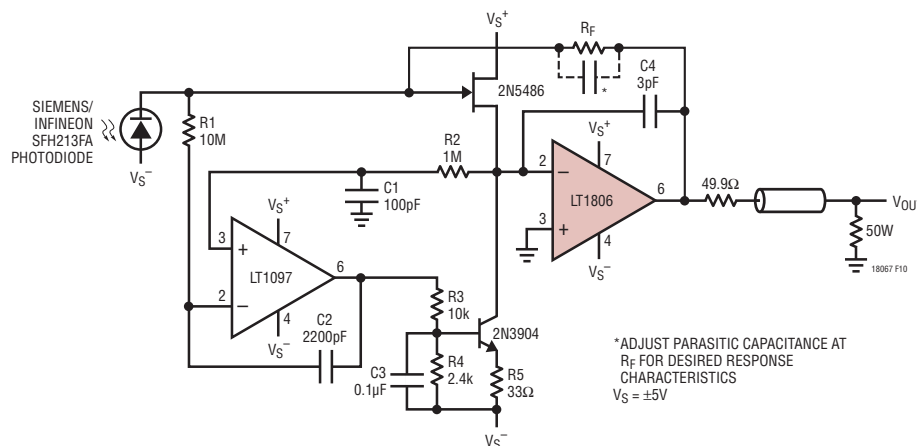 VS+
RF
C4
3pF
*
2N5486
SIEMENS/
INFINEON
SFH213FA
PHOTODIODE
VS−
R1
10M
R2
1M
C1
100pF
VS+
7
2
−
LT1806
6
3
+
4
VS−
49.9Ω
VOU
50W
18067 F10
VS+
7
3
+
LT1097
6
2
−
4
VS−
C2
2200pF
R3
10k
2N3904
C3
0.1µF
R4
2.4k
R5
33Ω
VS−
*ADJUST PARASITIC CAPACITANCE AT
RF FOR DESIRED RESPONSE
CHARACTERISTICS
VS = ±5V